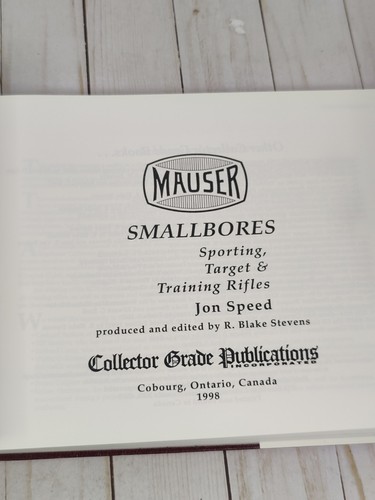 MAUSER
SMALLBORES
Sporting,
Target &
Training Rifles
Jon Speed
produced and edited by R. Blake Stevens
Collector Grade Publications
INCORPORATED
Cobourg, Ontario, Canada
1998